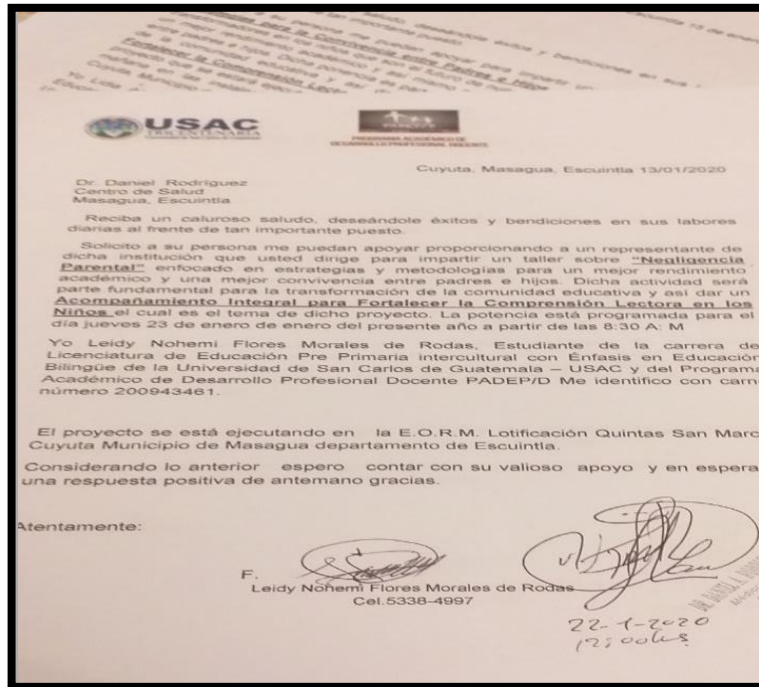 USAC
TRICENTENARIA
PROGRAMA ACADÉMICO DE
DESARROLLO PROFESIONAL DOCENTE
Cuyuta, Masagua, Escuintla 13/01/2020
Dr. Daniel Rodríguez
Centro de Salud
Masagua, Escuintla
Reciba un caluroso saludo, deseándole éxitos y bendiciones en sus labores
diarias al frente de tan importante puesto.
Solicito a su persona me puedan apoyar proporcionando a un representante de
dicha institución que usted dirige para impartir un taller sobre "Negligencia
Parental" enfocado en estrategias y metodologías para un mejor rendimiento
académico y una mejor convivencia entre padres e hijos. Dicha actividad será
parte fundamental para la transformación de la comunidad educativa y así dar un
Acompañamiento Integral para Fortalecer la Comprensión Lectora en los
Niños el cual es el tema de dicho proyecto. La potencia está programada para el
día jueves 23 de enero de enero del presente año a partir de las 8:30 A: M
Yo Leidy Nohemi Flores Morales de Rodas, Estudiante de la carrera de
Licenciatura de Educación Pre Primaria intercultural con Énfasis en Educación
Bilingüe de la Universidad de San Carlos de Guatemala – USAC y del Programa
Académico de Desarrollo Profesional Docente PADEP/D Me identifico con carn
número 200943461.
El proyecto se está ejecutando en la E.O.R.M. Lotificación Quintas San Marc
Cuyuta Municipio de Masagua departamento de Escuintla.
Considerando lo anterior espero contar con su valioso apoyo y en espera
una respuesta positiva de antemano gracias.
Atentamente:
F.
Leidy Nohemi Flores Morales de Rodas
Cel.5338-4997
22-1-2020
12:00hs